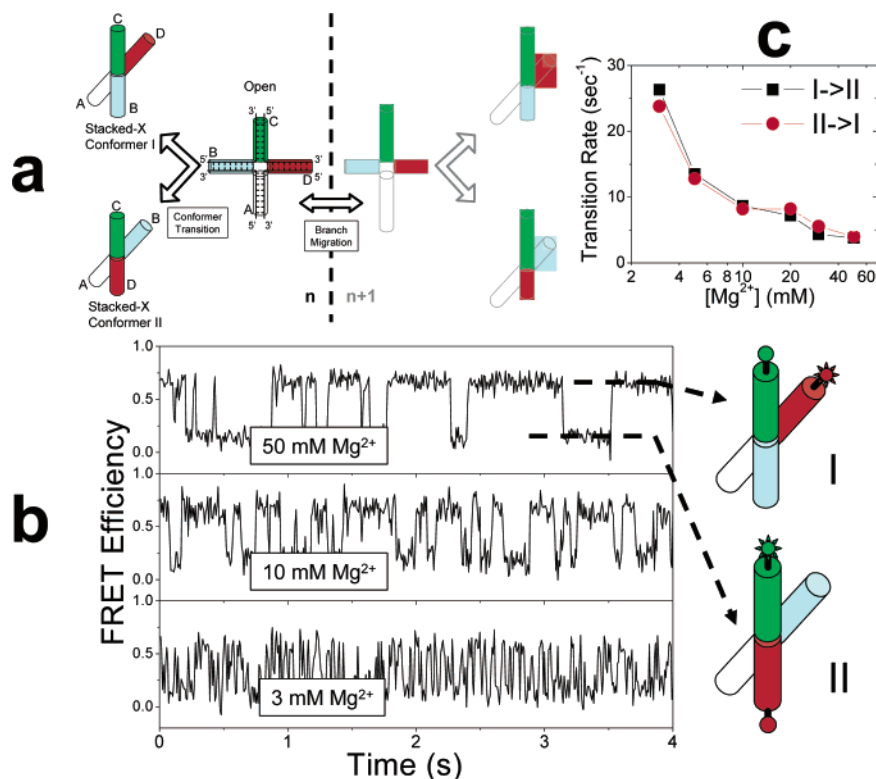 a
C
D
A
B
Stacked-X
Conformer I
C
B
A
D
Stacked-X
Conformer II
Conformer
Transition
Open
3' 5'
C
B
5'
3'
3'
5'
D
A
5' 3'
Branch
Migration
n
n+1
c
Transition Rate (sec⁻¹)
30
20
10
0
I->II
II->I
2 4 6 8 10 20 40 60
[Mg²⁺] (mM)
b
FRET Efficiency
1.0
0.5
0.0
50 mM Mg²⁺
1.0
0.5
0.0
10 mM Mg²⁺
1.0
0.5
0.0
3 mM Mg²⁺
0 1 2 3 4
Time (s)
I
II